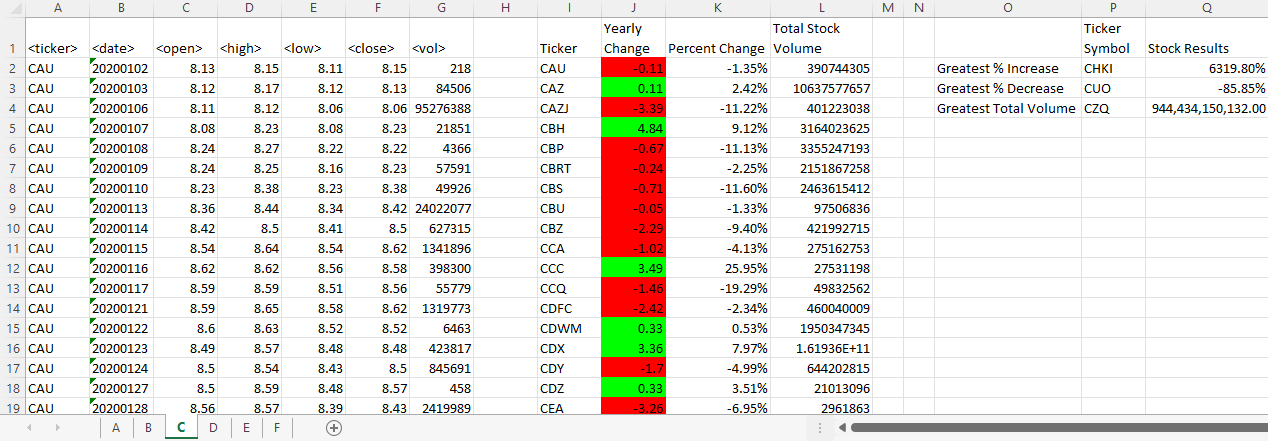 A B C D E F G H I J K L M N O P Q
1 <ticker> <date> <open> <high> <low> <close> <vol> Ticker Yearly Change Percent Change Total Stock Volume Ticker Symbol Stock Results
2 CAU 20200102 8.13 8.15 8.11 8.15 218 CAU -0.11 -1.35% 390744305 Greatest % Increase CHKI 6319.80%
3 CAU 20200103 8.12 8.17 8.12 8.13 84506 CAZ 0.11 2.42% 10637577657 Greatest % Decrease CUO -85.85%
4 CAU 20200106 8.11 8.12 8.06 8.06 95276388 CAZJ -3.39 -11.22% 401223038 Greatest Total Volume CZQ 944,434,150,132.00
5 CAU 20200107 8.08 8.23 8.08 8.23 21851 CBH 4.84 9.12% 3164023625
6 CAU 20200108 8.24 8.27 8.22 8.22 4366 CBP -0.67 -11.13% 3355247193
7 CAU 20200109 8.24 8.25 8.16 8.23 57591 CBRT -0.24 -2.25% 2151867258
8 CAU 20200110 8.23 8.38 8.23 8.38 49926 CBS -0.71 -11.60% 2463615412
9 CAU 20200113 8.36 8.44 8.34 8.42 24022077 CBU -0.05 -1.33% 97506836
10 CAU 20200114 8.42 8.5 8.41 8.5 627315 CBZ -2.29 -9.40% 421992715
11 CAU 20200115 8.54 8.64 8.54 8.62 1341896 CCA -1.02 -4.13% 275162753
12 CAU 20200116 8.62 8.62 8.56 8.58 398300 CCC 3.49 25.95% 27531198
13 CAU 20200117 8.59 8.59 8.51 8.56 55779 CCQ -1.46 -19.29% 49832562
14 CAU 20200121 8.59 8.65 8.58 8.62 1319773 CDFC -2.42 -2.34% 460040009
15 CAU 20200122 8.6 8.63 8.52 8.52 6463 CDWM 0.33 0.53% 1950347345
16 CAU 20200123 8.49 8.57 8.48 8.48 423817 CDX 3.36 7.97% 1.61936E+11
17 CAU 20200124 8.5 8.54 8.43 8.5 845691 CDY -1.7 -4.99% 644202815
18 CAU 20200127 8.5 8.59 8.48 8.57 458 CDZ 0.33 3.51% 21013096
19 CAU 20200128 8.56 8.57 8.39 8.43 2419989 CEA -3.26 -6.95% 2961863
A B C D E F